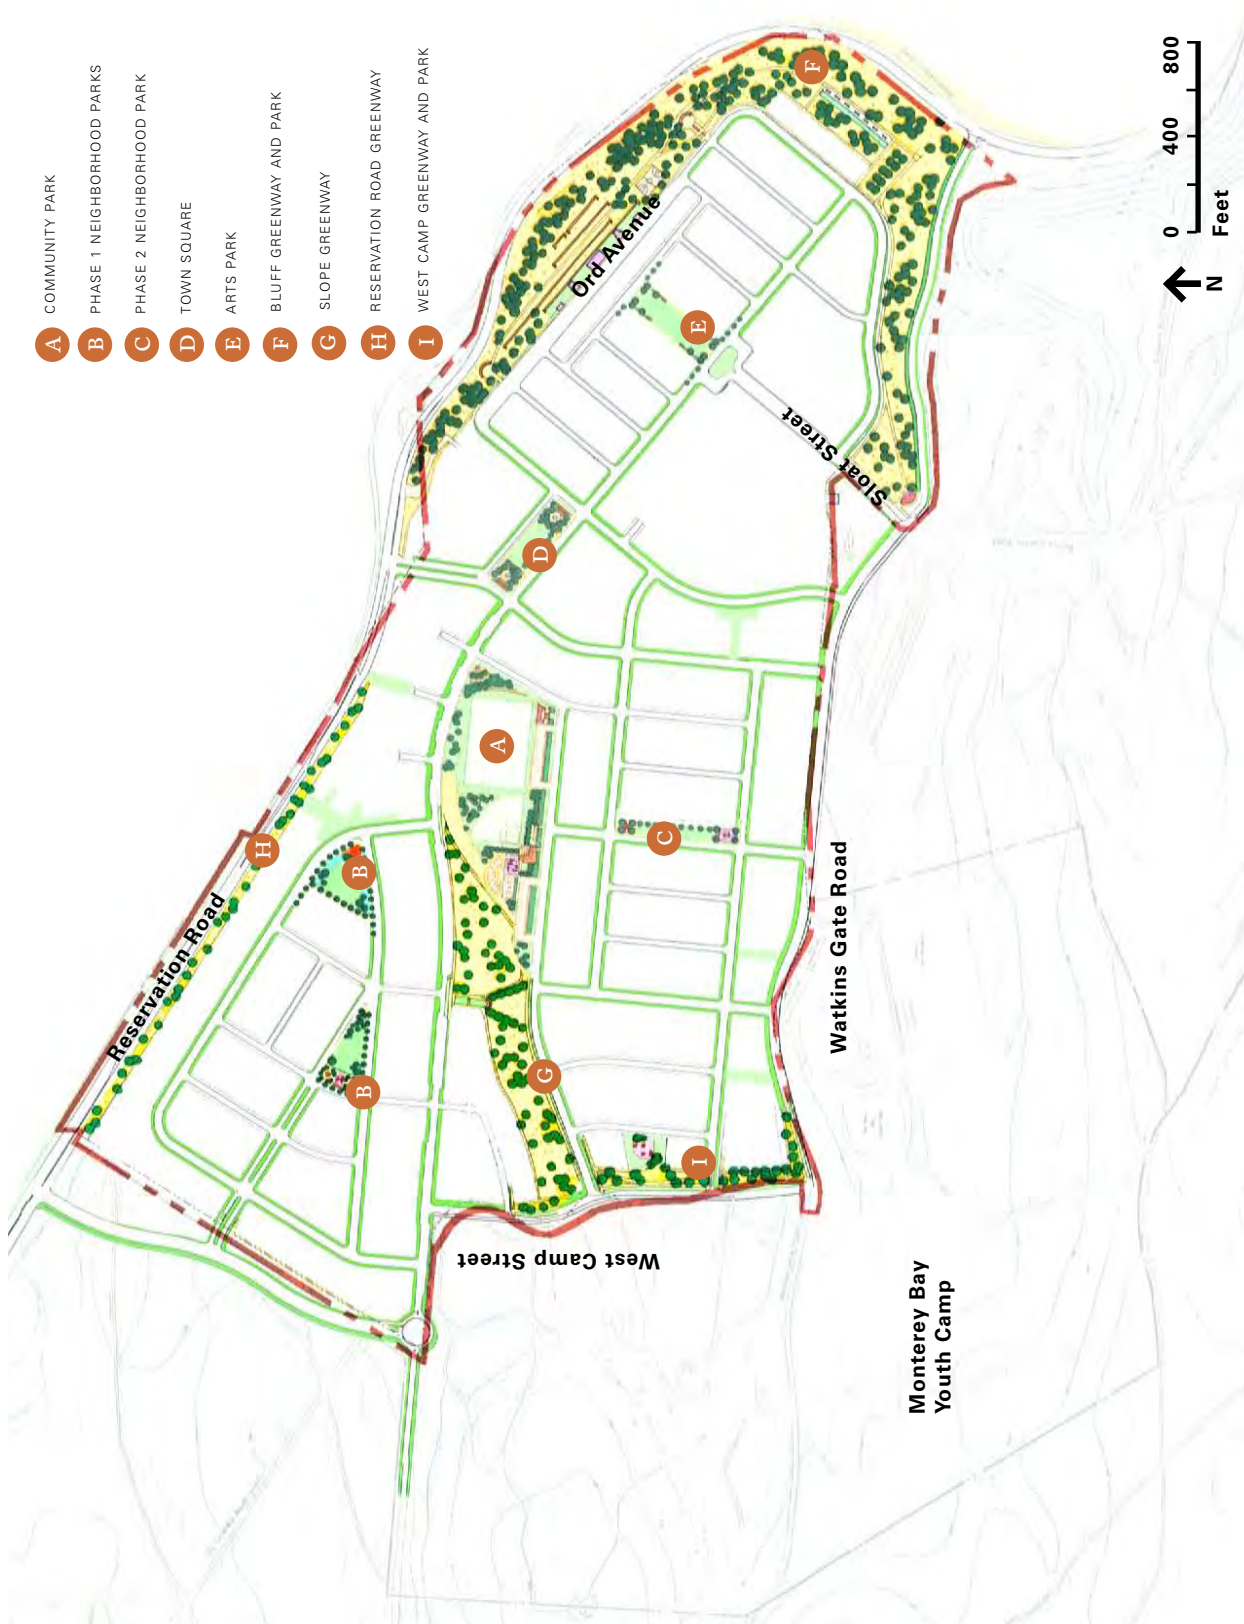 A COMMUNITY PARK
B PHASE 1 NEIGHBORHOOD PARKS
C PHASE 2 NEIGHBORHOOD PARK
D TOWN SQUARE
E ARTS PARK
F BLUFF GREENWAY AND PARK
G SLOPE GREENWAY
H RESERVATION ROAD GREENWAY
I WEST CAMP GREENWAY AND PARK
Reservation Road
H
B
B
A
D
G
C
I
E
F
Ord Avenue
Sloat Street
West Camp Street
Watkins Gate Road
Monterey Bay
Youth Camp
N
0 400 800
Feet